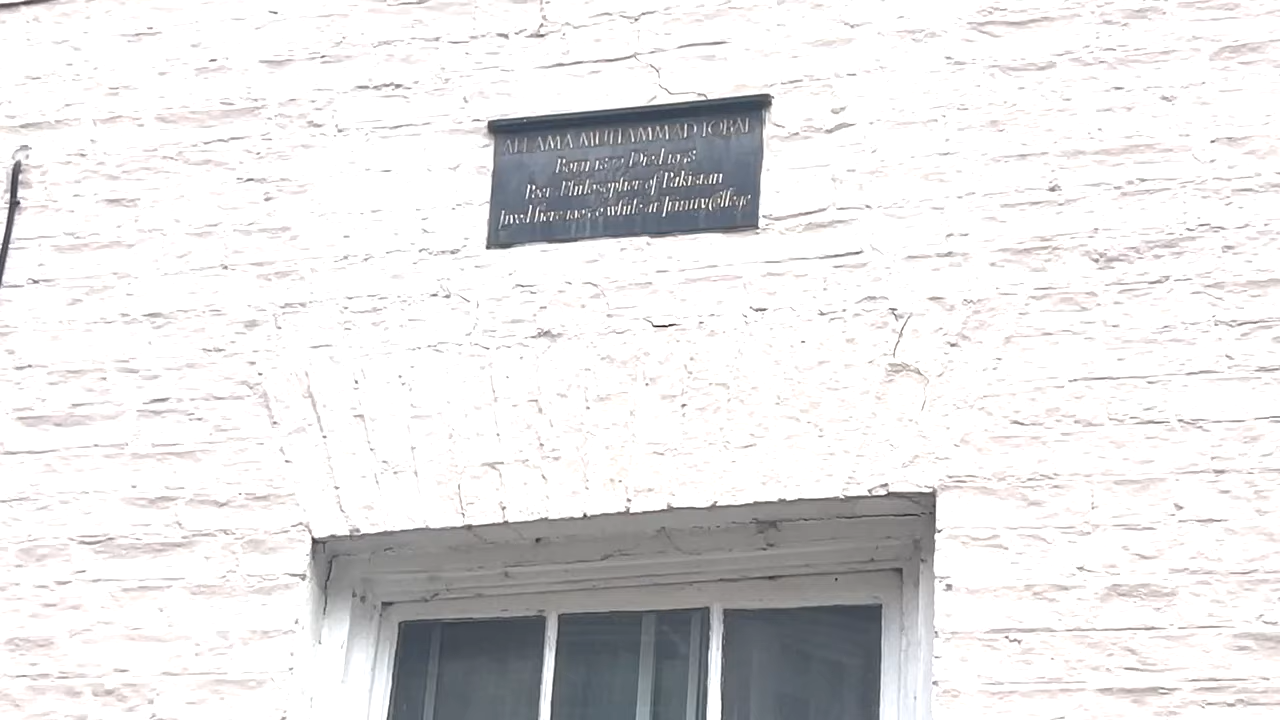 ALLAMA MUHAMMAD IQBAL
Born 1877 Died 1938
Poet Philosopher of Pakistan
lived here while at Trinity College